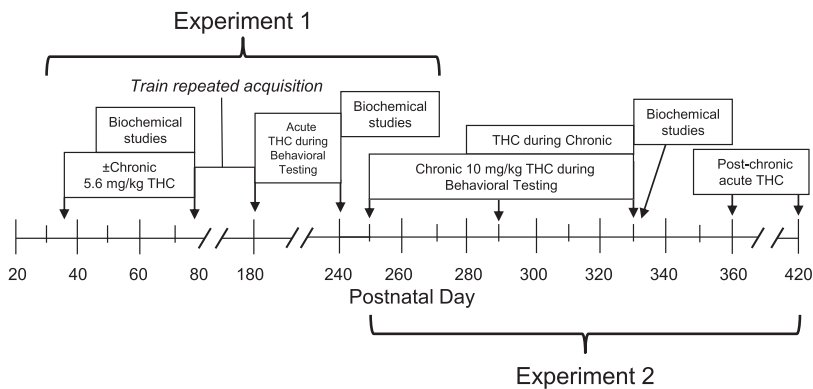 Experiment 1
Train repeated acquisition
Biochemical
studies
±Chronic
5.6 mg/kg THC
Acute
THC during
Behavioral
Testing
Biochemical
studies
THC during Chronic
Chronic 10 mg/kg THC during
Behavioral Testing
Biochemical
studies
Post-chronic
acute THC
20 40 60 80 180 240 260 280 300 320 340 360 420
Postnatal Day
Experiment 2